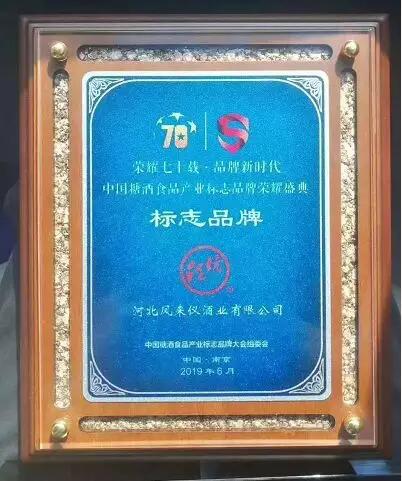 70
S
荣耀七十载·品牌新时代
中国糖酒食品产业标志品牌荣耀盛典
标志品牌
河北凤来仪酒业有限公司
中国糖酒食品产业标志品牌大会组委会
中国·南京
2019年6月